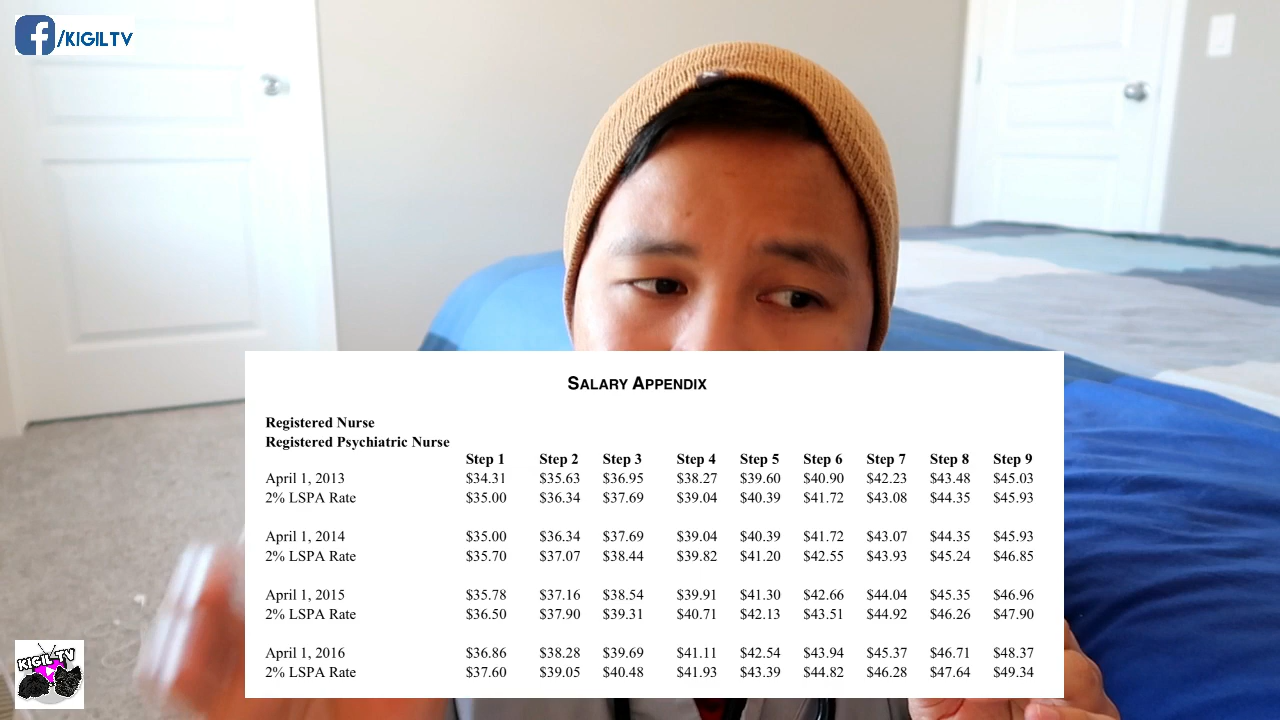 f/KIGILTV
SALARY APPENDIX
Registered Nurse
Registered Psychiatric Nurse
Step 1 Step 2 Step 3 Step 4 Step 5 Step 6 Step 7 Step 8 Step 9
April 1, 2013 $34.31 $35.63 $36.95 $38.27 $39.60 $40.90 $42.23 $43.48 $45.03
2% LSPA Rate $35.00 $36.34 $37.69 $39.04 $40.39 $41.72 $43.08 $44.35 $45.93
April 1, 2014 $35.00 $36.34 $37.69 $39.04 $40.39 $41.72 $43.07 $44.35 $45.93
2% LSPA Rate $35.70 $37.07 $38.44 $39.82 $41.20 $42.55 $43.93 $45.24 $46.85
April 1, 2015 $35.78 $37.16 $38.54 $39.91 $41.30 $42.66 $44.04 $45.35 $46.96
2% LSPA Rate $36.50 $37.90 $39.31 $40.71 $42.13 $43.51 $44.92 $46.26 $47.90
April 1, 2016 $36.86 $38.28 $39.69 $41.11 $42.54 $43.94 $45.37 $46.71 $48.37
2% LSPA Rate $37.60 $39.05 $40.48 $41.93 $43.39 $44.82 $46.28 $47.64 $49.34
KIGIL TV